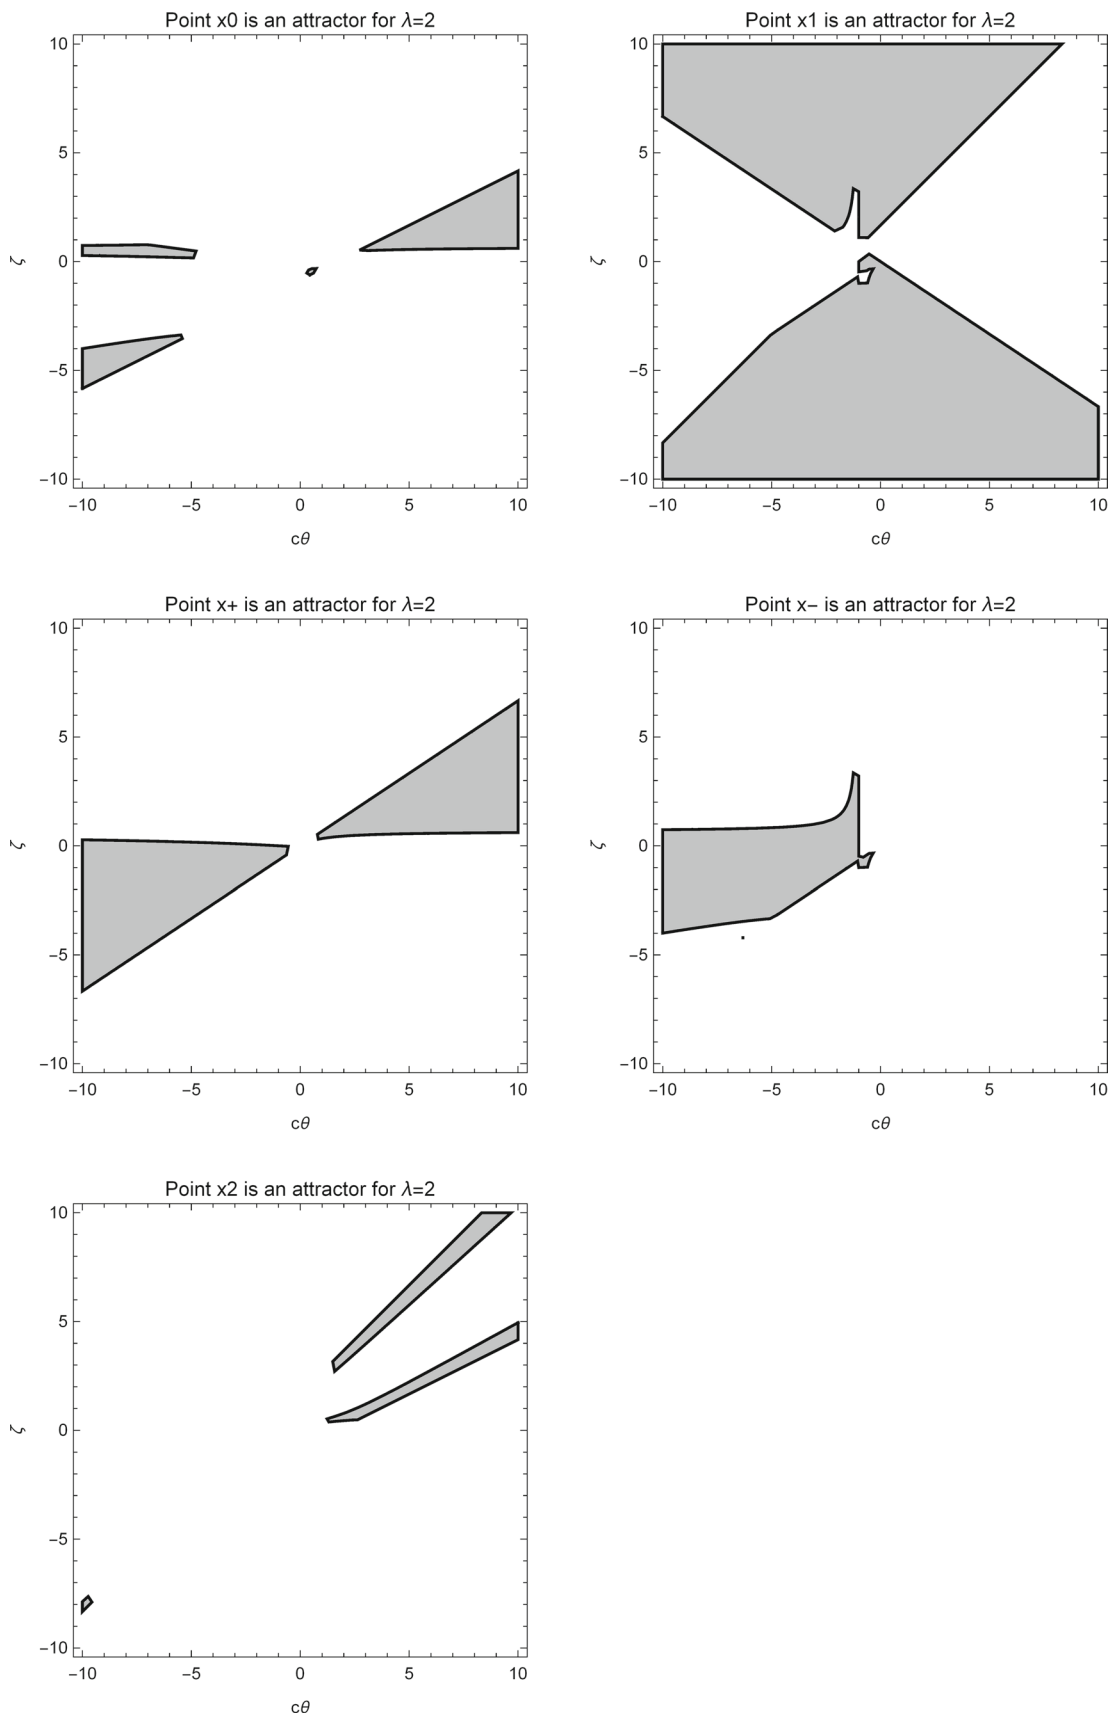 Point x0 is an attractor for λ=2
10
5
0
−5
−10
ζ
−10 −5 0 5 10
cθ
Point x1 is an attractor for λ=2
10
5
0
−5
−10
ζ
−10 −5 0 5 10
cθ
Point x+ is an attractor for λ=2
10
5
0
−5
−10
ζ
−10 −5 0 5 10
cθ
Point x− is an attractor for λ=2
10
5
0
−5
−10
ζ
−10 −5 0 5 10
cθ
Point x2 is an attractor for λ=2
10
5
0
−5
−10
ζ
−10 −5 0 5 10
cθ